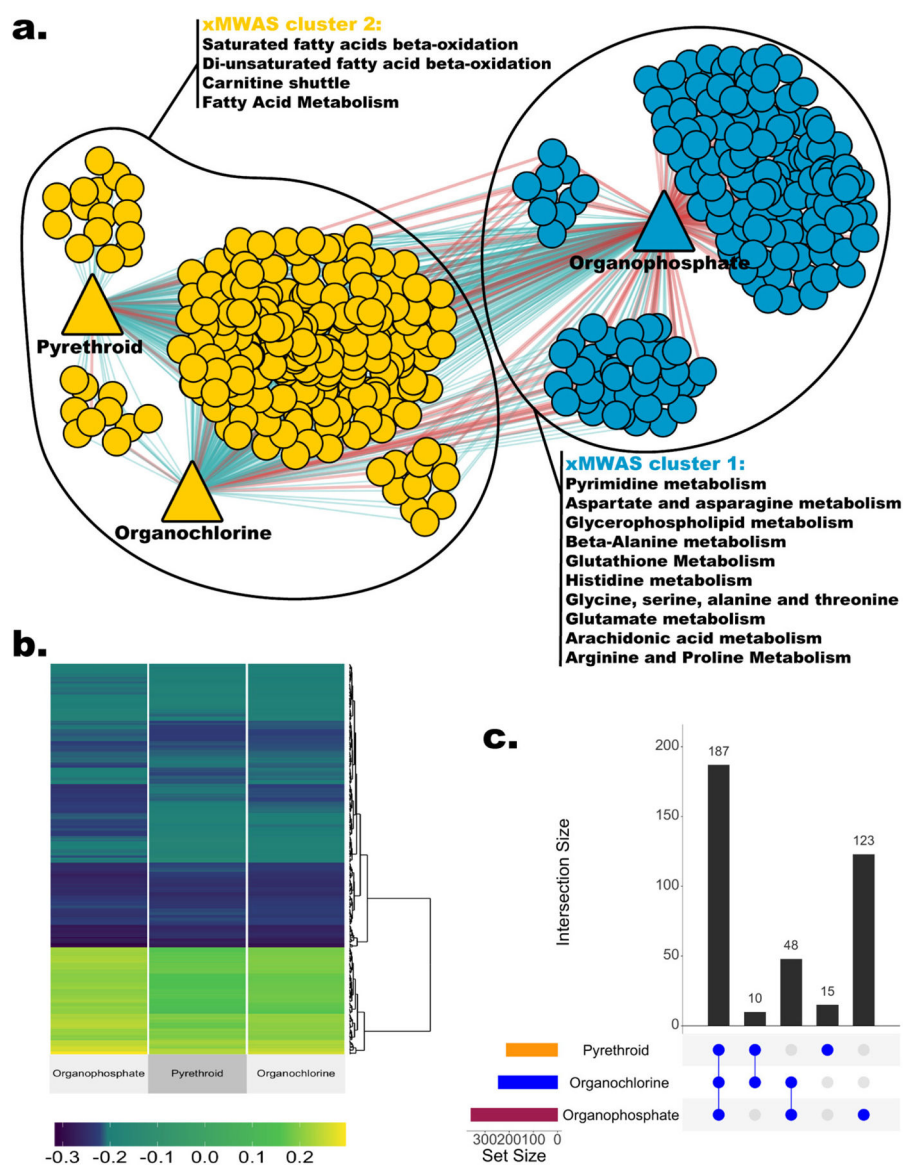 a.
xMWAS cluster 2:
Saturated fatty acids beta-oxidation
Di-unsaturated fatty acid beta-oxidation
Carnitine shuttle
Fatty Acid Metabolism
Organophosphate
Pyrethroid
Organochlorine
xMWAS cluster 1:
Pyrimidine metabolism
Aspartate and asparagine metabolism
Glycerophospholipid metabolism
Beta-Alanine metabolism
Glutathione Metabolism
Histidine metabolism
Glycine, serine, alanine and threonine
Glutamate metabolism
Arachidonic acid metabolism
Arginine and Proline Metabolism
b.
Organophosphate Pyrethroid Organochlorine
-0.3 -0.2 -0.1 0.0 0.1 0.2
c.
Intersection Size
200
150
100
50
0
187
10
48
15
123
Pyrethroid
Organochlorine
Organophosphate
300 200 100 0
Set Size